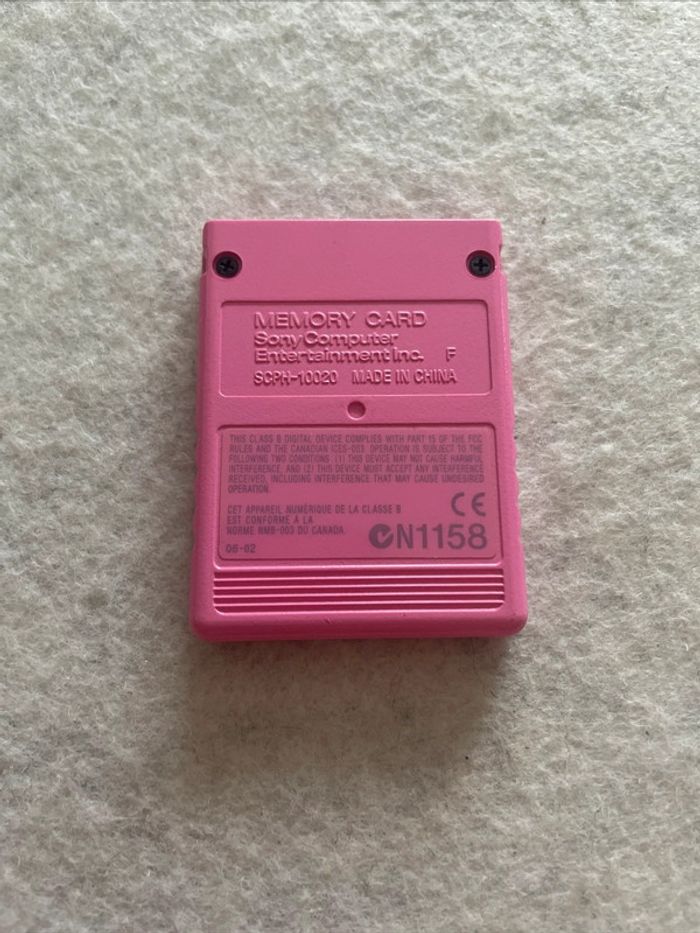 MEMORY CARD
Sony Computer
Entertainment Inc. F
SCPH-10020 MADE IN CHINA
THIS CLASS B DIGITAL DEVICE COMPLIES WITH PART 15 OF THE FCC
RULES AND THE CANADIAN ICES-003. OPERATION IS SUBJECT TO THE
FOLLOWING TWO CONDITIONS: (1) THIS DEVICE MAY NOT CAUSE HARMFUL
INTERFERENCE, AND (2) THIS DEVICE MUST ACCEPT ANY INTERFERENCE
RECEIVED, INCLUDING INTERFERENCE THAT MAY CAUSE UNDESIRED
OPERATION.
CET APPAREIL NUMÉRIQUE DE LA CLASSE B
EST CONFORME À LA
NORME NMB-003 DU CANADA.
06-02
CE
N1158